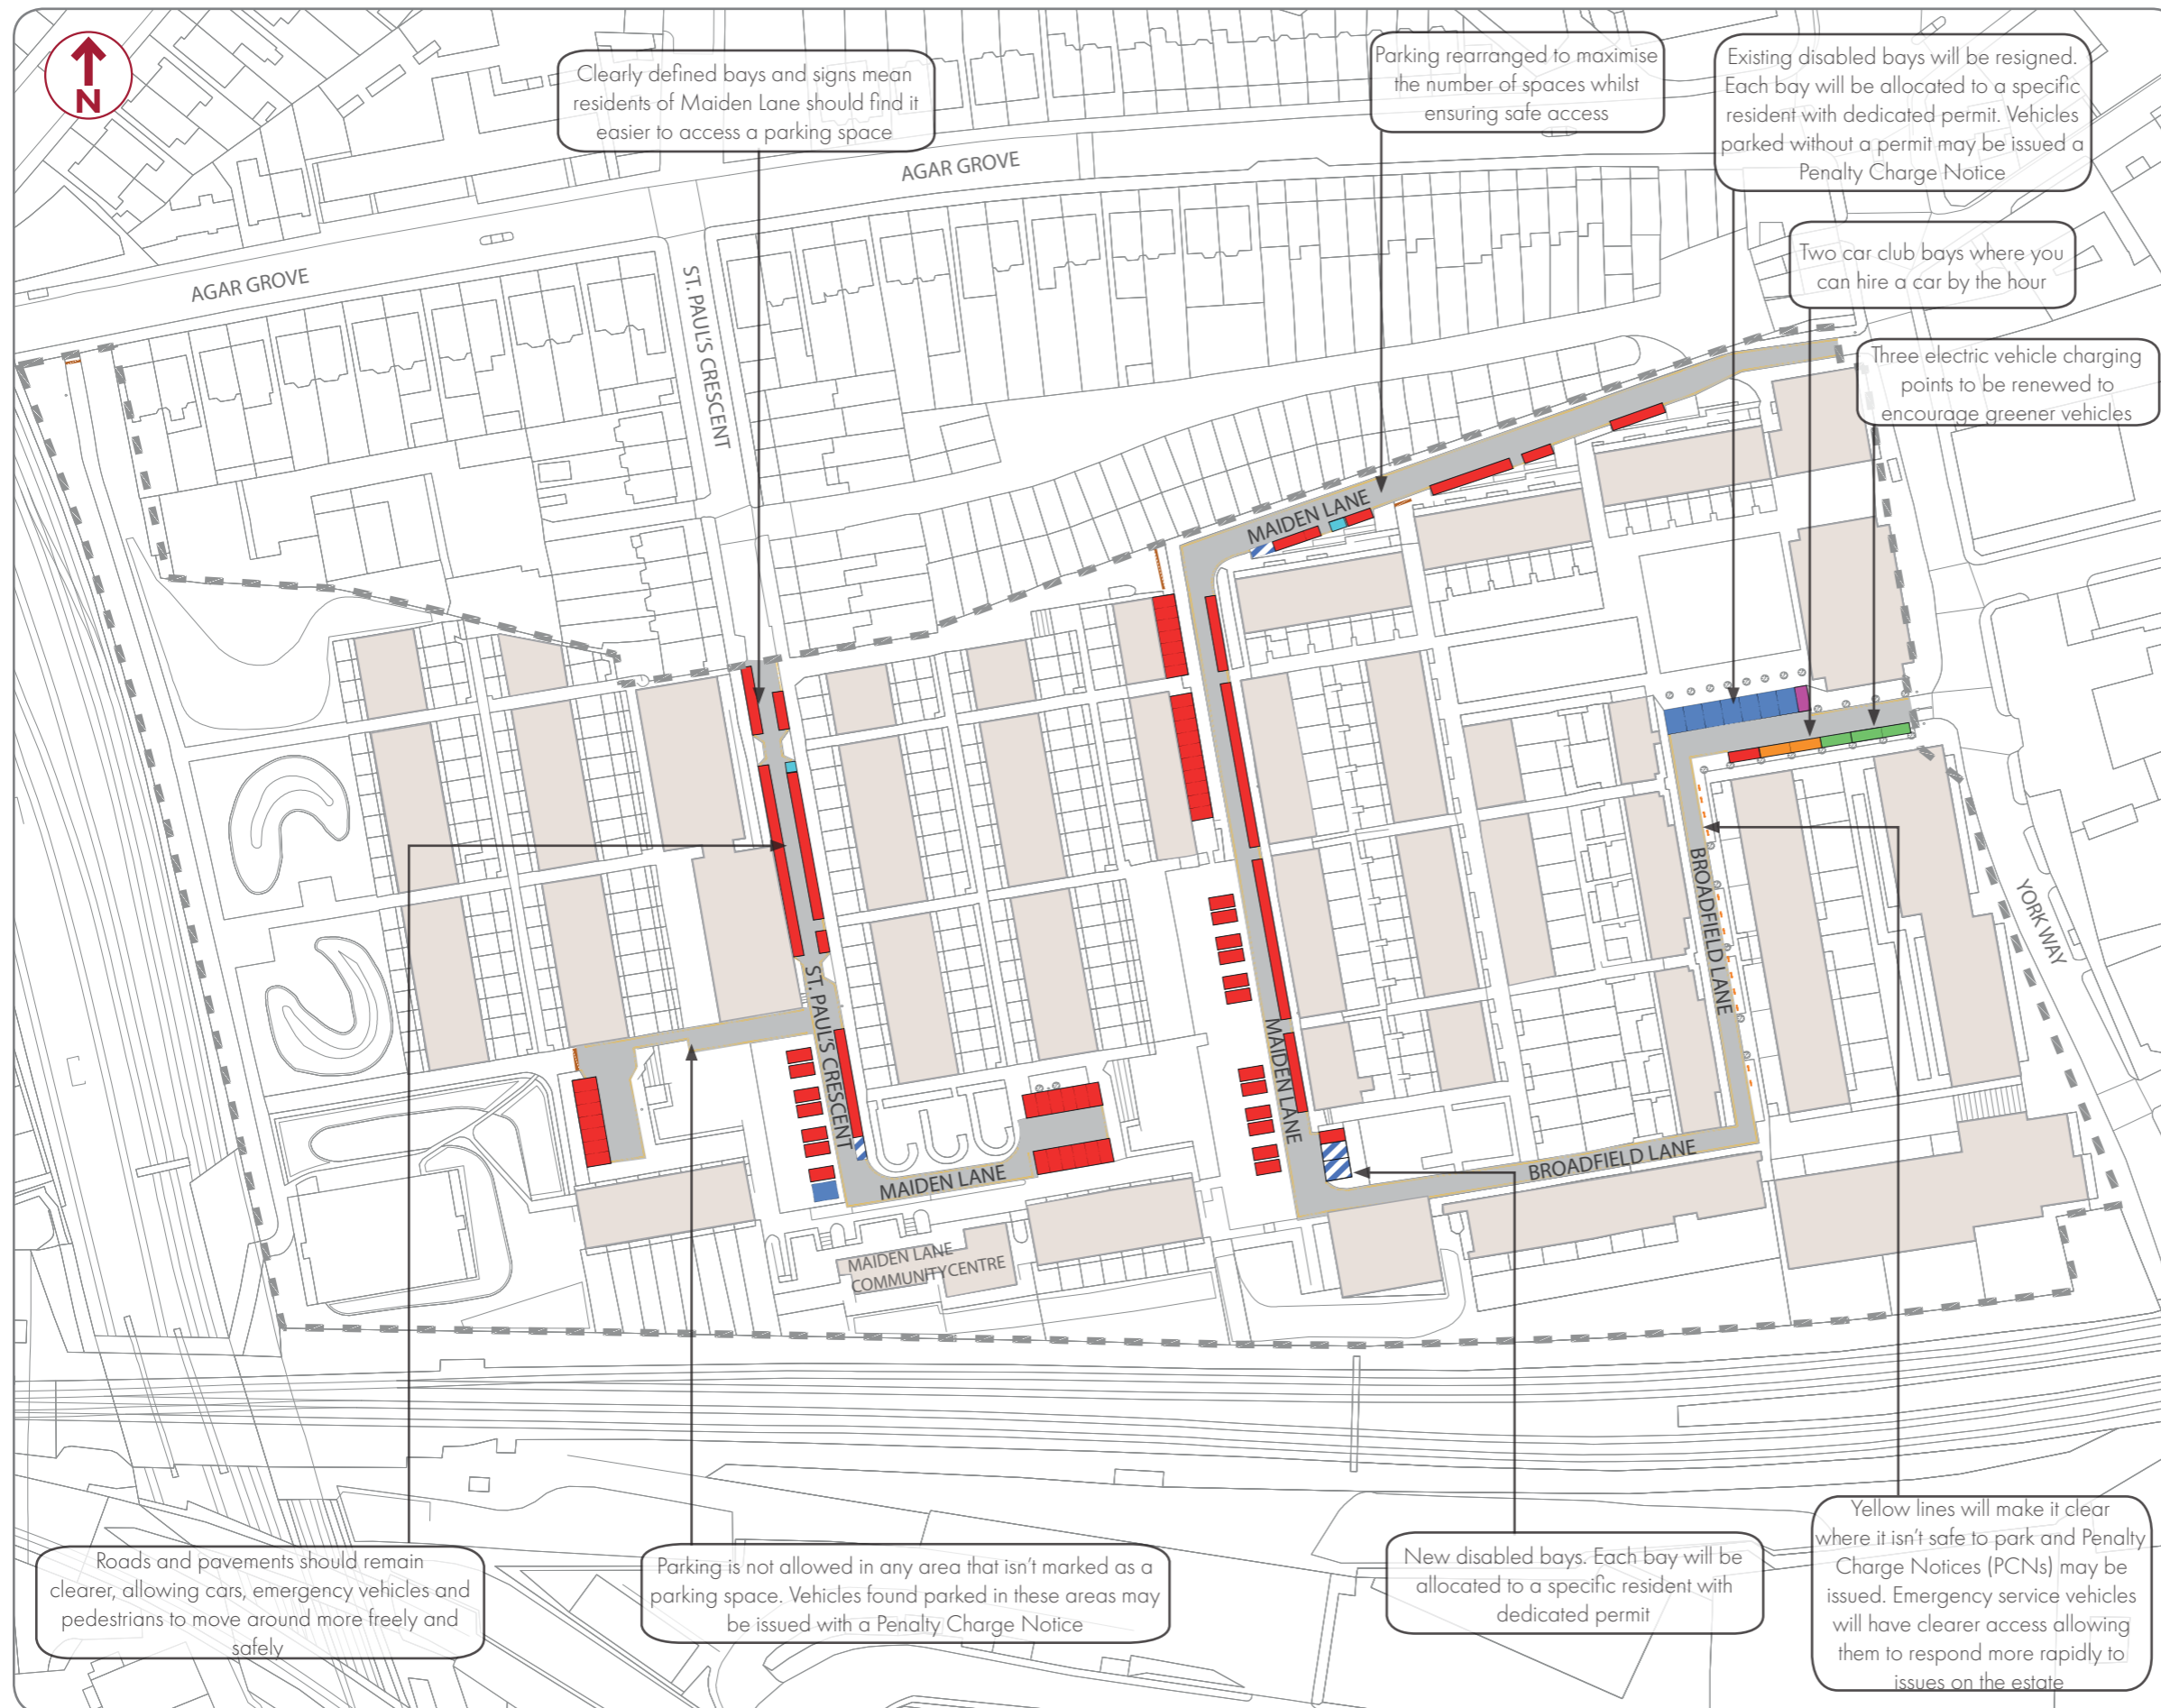 N
Clearly defined bays and signs mean
residents of Maiden Lane should find it
easier to access a parking space
Parking rearranged to maximise
the number of spaces whilst
ensuring safe access
Existing disabled bays will be resigned.
Each bay will be allocated to a specific
resident with dedicated permit. Vehicles
parked without a permit may be issued a
Penalty Charge Notice
Two car club bays where you
can hire a car by the hour
Three electric vehicle charging
points to be renewed to
encourage greener vehicles
AGAR GROVE
AGAR GROVE
ST. PAUL'S CRESCENT
MAIDEN LANE
BROADFIELD LANE
YORK WAY
ST. PAUL'S CRESCENT
MAIDEN LANE
MAIDEN LANE
BROADFIELD LANE
MAIDEN LANE
COMMUNITY CENTRE
Roads and pavements should remain
clearer, allowing cars, emergency vehicles and
pedestrians to move around more freely and
safely
Parking is not allowed in any area that isn't marked as a
parking space. Vehicles found parked in these areas may
be issued with a Penalty Charge Notice
New disabled bays. Each bay will be
allocated to a specific resident with
dedicated permit
Yellow lines will make it clear
where it isn't safe to park and Penalty
Charge Notices (PCNs) may be
issued. Emergency service vehicles
will have clearer access allowing
them to respond more rapidly to
issues on the estate